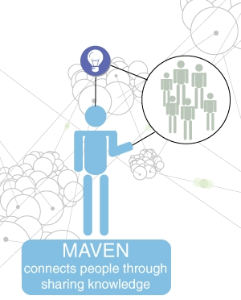 MAVEN
connects people through
sharing knowledge